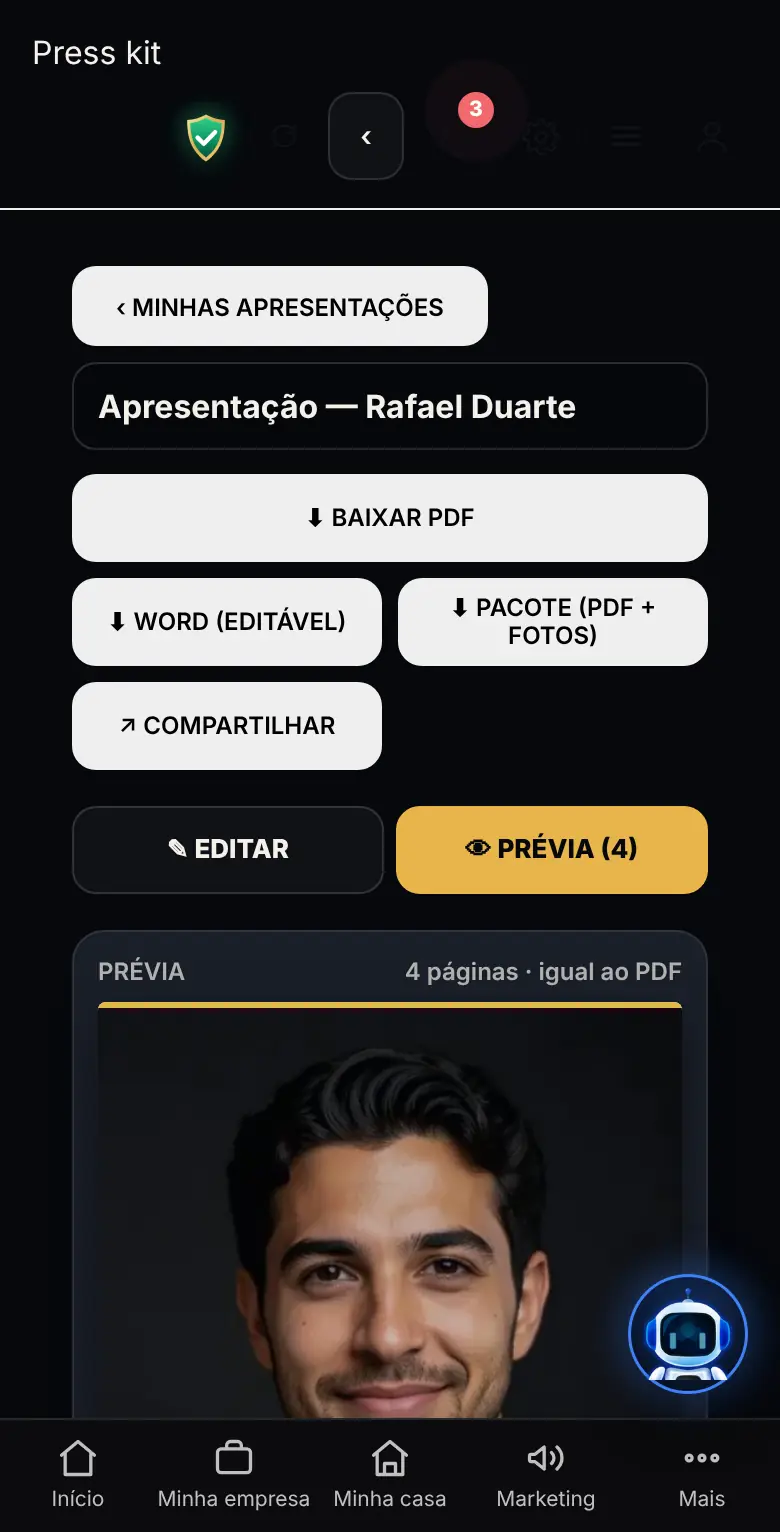 Press kit
‹
3
‹ MINHAS APRESENTAÇÕES
Apresentação — Rafael Duarte
⬇ BAIXAR PDF
⬇ WORD (EDITÁVEL)
⬇ PACOTE (PDF +
FOTOS)
↗ COMPARTILHAR
✎ EDITAR
👁 PRÉVIA (4)
PRÉVIA
4 páginas · igual ao PDF
Início
Minha empresa
Minha casa
Marketing
Mais